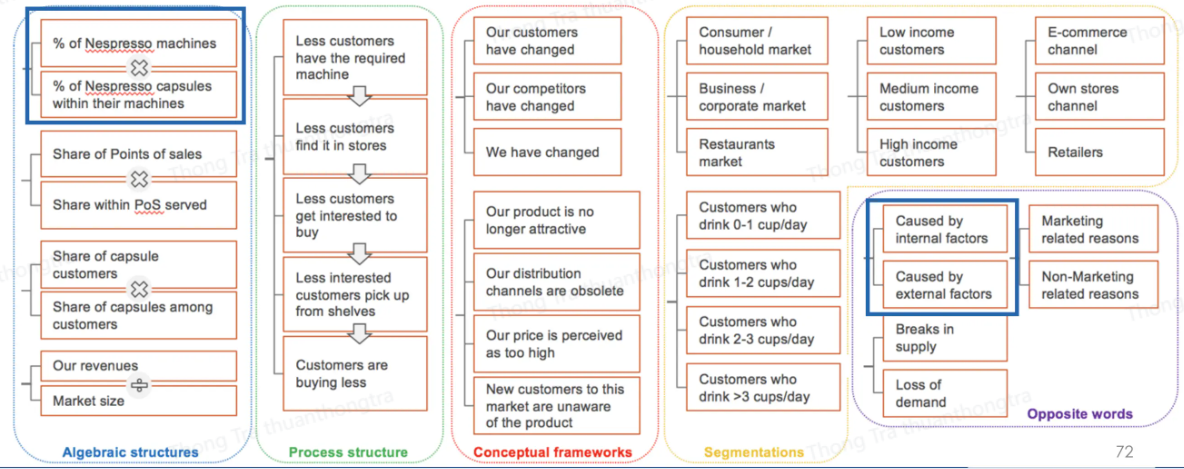 % of Nespresso machines
% of Nespresso capsules
within their machines
Share of Points of sales
Share within PoS served
Share of capsule
customers
Share of capsules among
customers
Our revenues
Market size
Algebraic structures
Less customers
have the required
machine
Less customers
find it in stores
Less customers
get interested to
buy
Less interested
customers pick up
from shelves
Customers are
buying less
Process structure
Our customers
have changed
Our competitors
have changed
We have changed
Our product is no
longer attractive
Our distribution
channels are obsolete
Our price is perceived
as too high
New customers to this
market are unaware
of the product
Conceptual frameworks
Consumer /
household market
Business /
corporate market
Restaurants
market
Low income
customers
Medium income
customers
High income
customers
E-commerce
channel
Own stores
channel
Retailers
Customers who
drink 0-1 cup/day
Customers who
drink 1-2 cups/day
Customers who
drink 2-3 cups/day
Customers who
drink >3 cups/day
Segmentations
Caused by
internal factors
Caused by
external factors
Marketing
related reasons
Non-Marketing
related reasons
Breaks in
supply
Loss of
demand
Opposite words
72
Thong Tra thuanthongtra